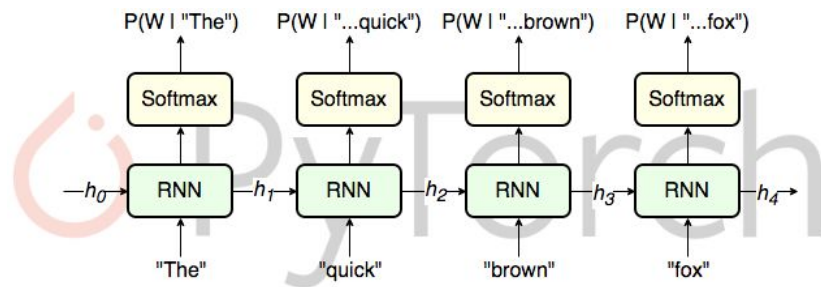 P(W | "The") P(W | "...quick") P(W | "...brown") P(W | "...fox")
Softmax Softmax Softmax Softmax
PyTorch
h0 RNN h1 RNN h2 RNN h3 RNN h4
"The" "quick" "brown" "fox"